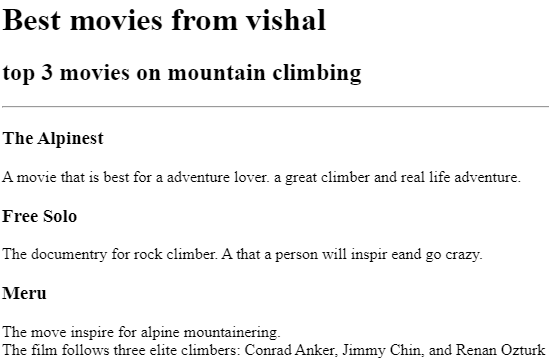 Best movies from vishal
top 3 movies on mountain climbing
The Alpinest
A movie that is best for a adventure lover. a great climber and real life adventure.
Free Solo
The documentry for rock climber. A that a person will inspir eand go crazy.
Meru
The move inspire for alpine mountainering.
The film follows three elite climbers: Conrad Anker, Jimmy Chin, and Renan Ozturk